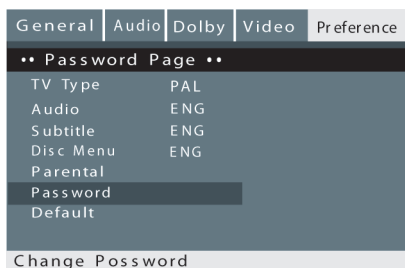 General Audio Dolby Video Preference
•• Password Page ••
TV Type PAL
Audio ENG
Subtitle ENG
Disc Menu ENG
Parental
Password
Default
Change Possword